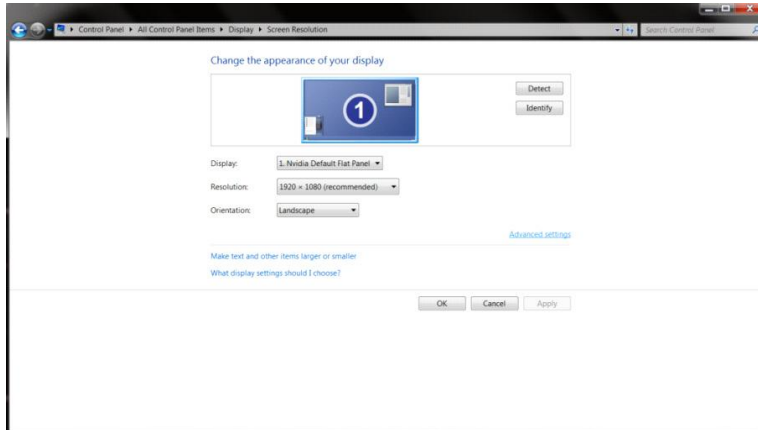 Control Panel ▸ All Control Panel Items ▸ Display ▸ Screen Resolution
Search Control Panel
Change the appearance of your display
1
Detect
Identify
Display: 1. Nvidia Default Flat Panel
Resolution: 1920 × 1080 (recommended)
Orientation: Landscape
Advanced settings
Make text and other items larger or smaller
What display settings should I choose?
OK Cancel Apply